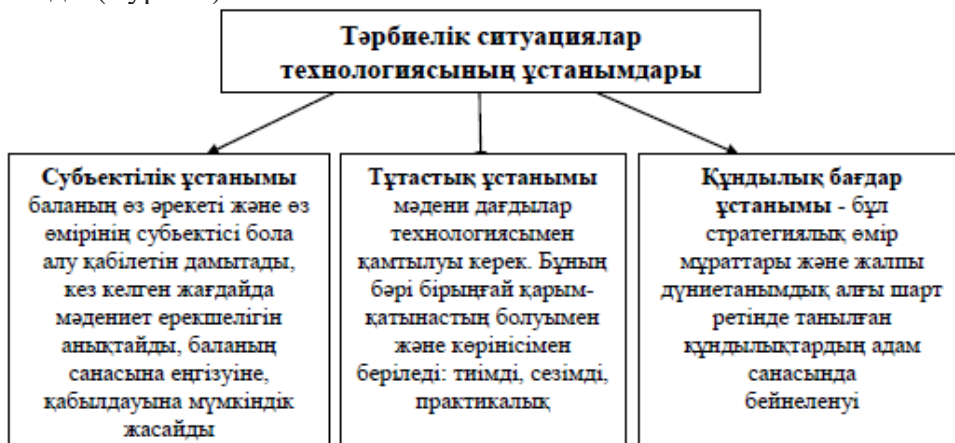 Тәрбиелік ситуациялар
технологиясының ұстанымдары
Субъектілік ұстанымы
баланың өз әрекеті және өз
өмірінің субьектісі бола
алу қабілетін дамытады,
кез келген жағдайда
мәдениет ерекшелігін
анықтайды, баланың
санасына еңгізуіне,
қабылдауына мүмкіндік
жасайды
Тұтастық ұстанымы
мәдени дағдылар
технологиясымен
қамтылуы керек. Бұның
бәрі бірыңғай қарым-
қатынастың болуымен
және көрінісімен
беріледі: тиімді, сезімді,
практикалық
Құндылық бағдар
ұстанымы - бұл
стратегиялық өмір
мұраттары және жалпы
дүниетанымдық алғы шарт
ретінде танылған
құндылықтардың адам
санасында
бейнеленуі